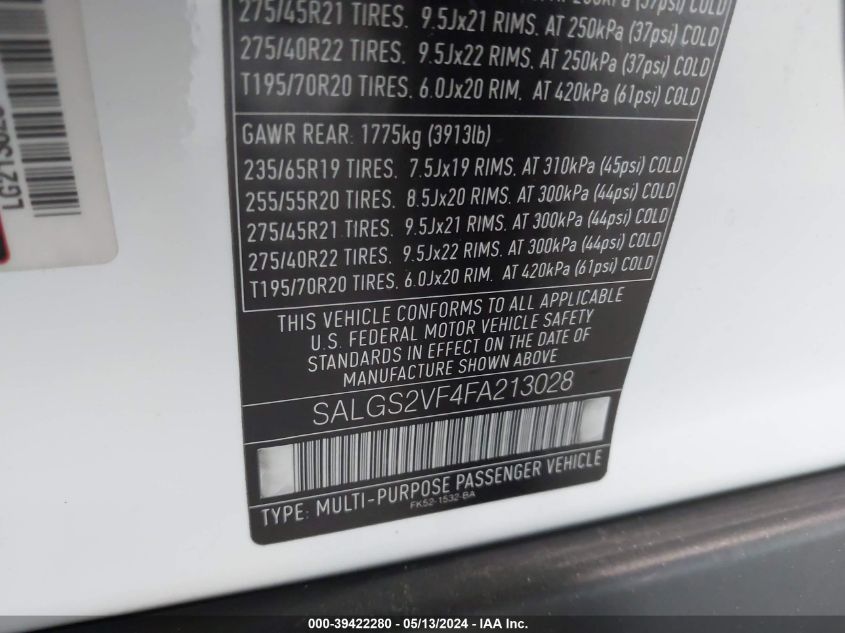 275/45R21 TIRES. 9.5Jx21 RIMS. AT 250kPa (37psi) COLD
275/40R22 TIRES. 9.5Jx22 RIMS. AT 250kPa (37psi) COLD
T195/70R20 TIRES. 6.0Jx20 RIM. AT 420kPa (61psi) COLD
GAWR REAR: 1775kg (3913lb)
235/65R19 TIRES. 7.5Jx19 RIMS. AT 310kPa (45psi) COLD
255/55R20 TIRES. 8.5Jx20 RIMS. AT 300kPa (44psi) COLD
275/45R21 TIRES. 9.5Jx21 RIMS. AT 300kPa (44psi) COLD
275/40R22 TIRES. 9.5Jx22 RIMS. AT 300kPa (44psi) COLD
T195/70R20 TIRES. 6.0Jx20 RIM. AT 420kPa (61psi) COLD
THIS VEHICLE CONFORMS TO ALL APPLICABLE
U.S. FEDERAL MOTOR VEHICLE SAFETY
STANDARDS IN EFFECT ON THE DATE OF
MANUFACTURE SHOWN ABOVE
SALGS2VF4FA213028
TYPE: MULTI-PURPOSE PASSENGER VEHICLE
FK52-1532-BA
000-39422280 - 05/13/2024 - IAA Inc.